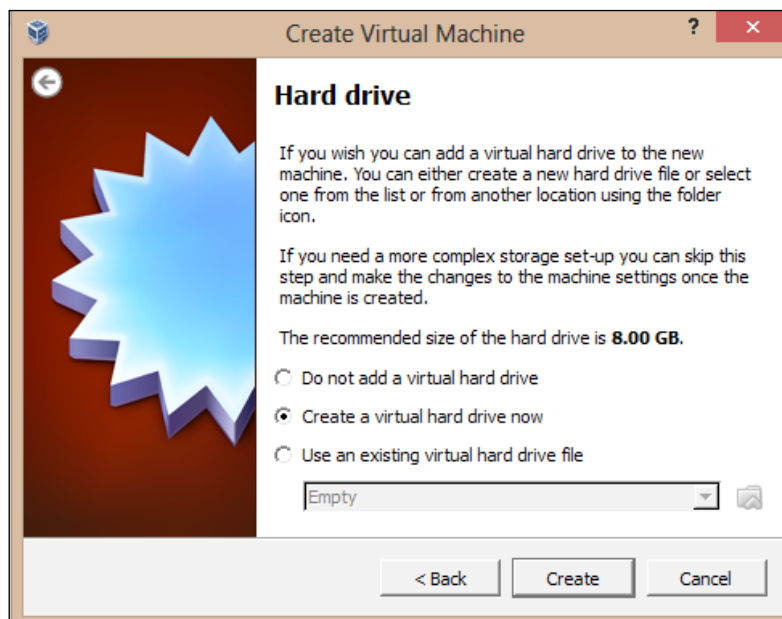 Create Virtual Machine
?
Hard drive
If you wish you can add a virtual hard drive to the new
machine. You can either create a new hard drive file or select
one from the list or from another location using the folder
icon.
If you need a more complex storage set-up you can skip this
step and make the changes to the machine settings once the
machine is created.
The recommended size of the hard drive is 8.00 GB.
Do not add a virtual hard drive
Create a virtual hard drive now
Use an existing virtual hard drive file
Empty
< Back Create Cancel